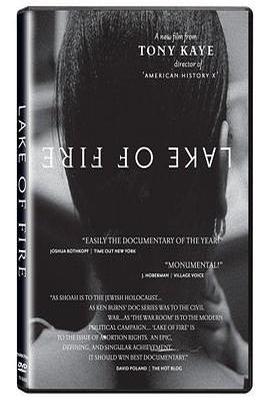 A new film from
TONY KAYE
director of
'AMERICAN HISTORY X'
LAKE OF FIRE
"EASILY THE DOCUMENTARY OF THE YEAR!"
JOSHUA ROTHKOPF | TIME OUT NEW YORK
"MONUMENTAL!"
J. HOBERMAN | VILLAGE VOICE
"AS SHOAH IS TO THE JEWISH HOLOCAUST...
AS KEN BURNS' DOC SERIES WAS TO THE CIVIL
WAR... AS 'THE WAR ROOM' IS TO THE MODERN
POLITICAL CAMPAIGN... 'LAKE OF FIRE' IS
TO THE ISSUE OF ABORTION RIGHTS. AN EPIC,
DEFINING, AND SINGULAR ACHIEVEMENT...
IT SHOULD WIN BEST DOCUMENTARY."
DAVID POLAND | THE HOT BLOG
LAKE OF FIRE
DVD